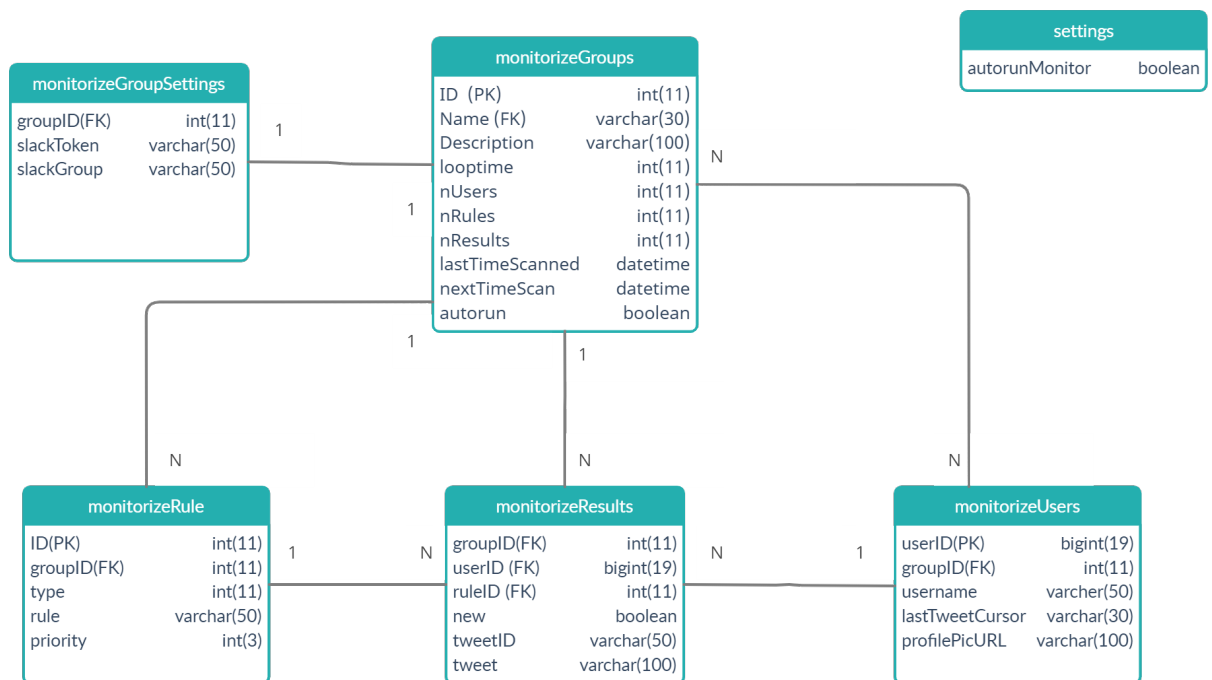 settings
autorunMonitor boolean
monitorizeGroups
ID (PK) int(11)
Name (FK) varchar(30)
Description varchar(100)
looptime int(11)
nUsers int(11)
nRules int(11)
nResults int(11)
lastTimeScanned datetime
nextTimeScan datetime
autorun boolean
monitorizeGroupSettings
groupID(FK) int(11)
slackToken varchar(50)
slackGroup varchar(50)
1
1
N
1
1
N
N
N
monitorizeRule
ID(PK) int(11)
groupID(FK) int(11)
type int(11)
rule varchar(50)
priority int(3)
1
N
monitorizeResults
groupID(FK) int(11)
userID (FK) bigint(19)
ruleID (FK) int(11)
new boolean
tweetID varchar(50)
tweet varchar(100)
N
1
monitorizeUsers
userID(PK) bigint(19)
groupID(FK) int(11)
username varcher(50)
lastTweetCursor varchar(30)
profilePicURL varchar(100)